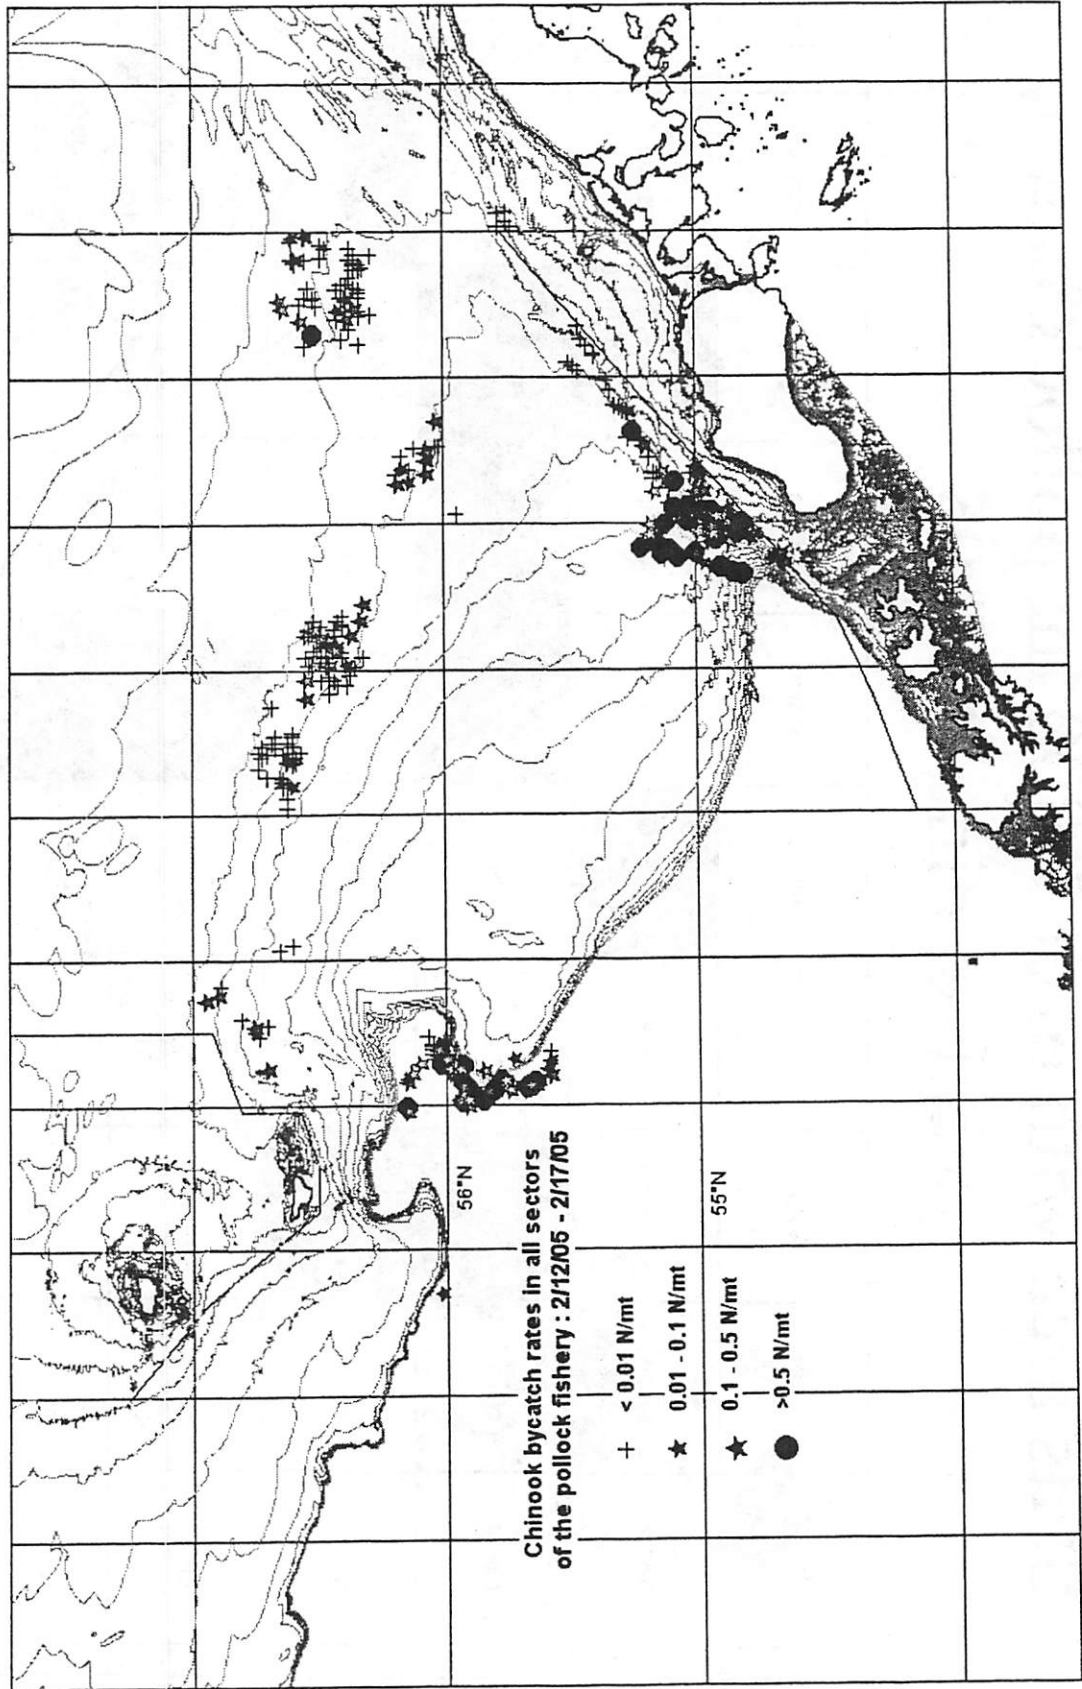 56°N
55°N
Chinook bycatch rates in all sectors
of the pollock fishery : 2/12/05 - 2/17/05
< 0.01 N/mt
0.01 - 0.1 N/mt
0.1 - 0.5 N/mt
>0.5 N/mt